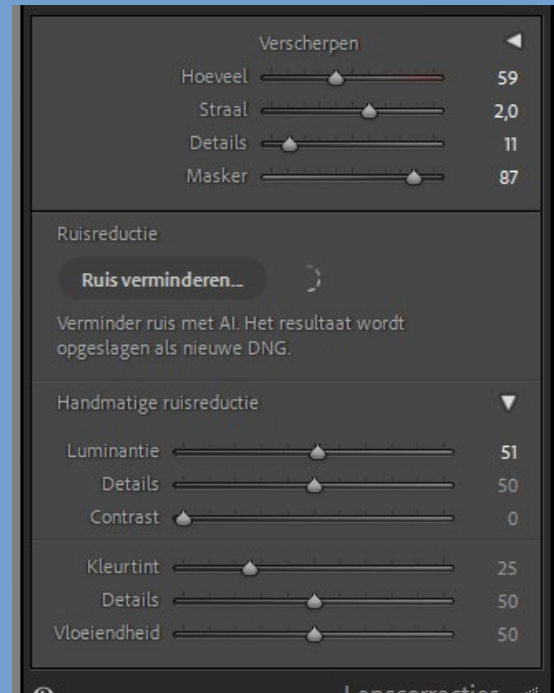 Verscherpen
Hoeveel 59
Straal 2,0
Details 11
Masker 87
Ruisreductie
Ruis verminderen...
Verminder ruis met AI. Het resultaat wordt
opgeslagen als nieuwe DNG.
Handmatige ruisreductie
Luminantie 51
Details 50
Contrast 0
Kleurtint 25
Details 50
Vloeiendheid 50
Lenscorrecties